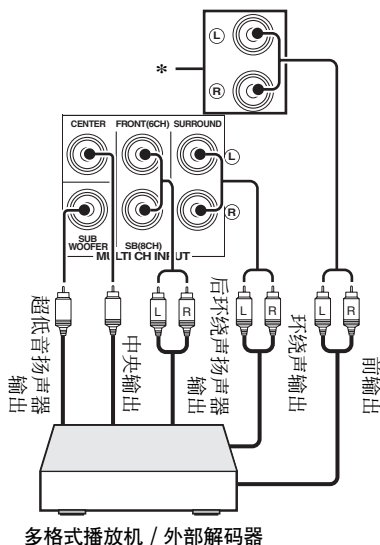 L
*
R
CENTER FRONT(6CH) SURROUND
L
R
SUB
WOOFER SB(8CH)
MULTI CH INPUT
L R L R L R
超低音扬声器
输出
中央输出
后环绕声扬声器
输出
环绕声输出
前输出
多格式播放机 / 外部解码器